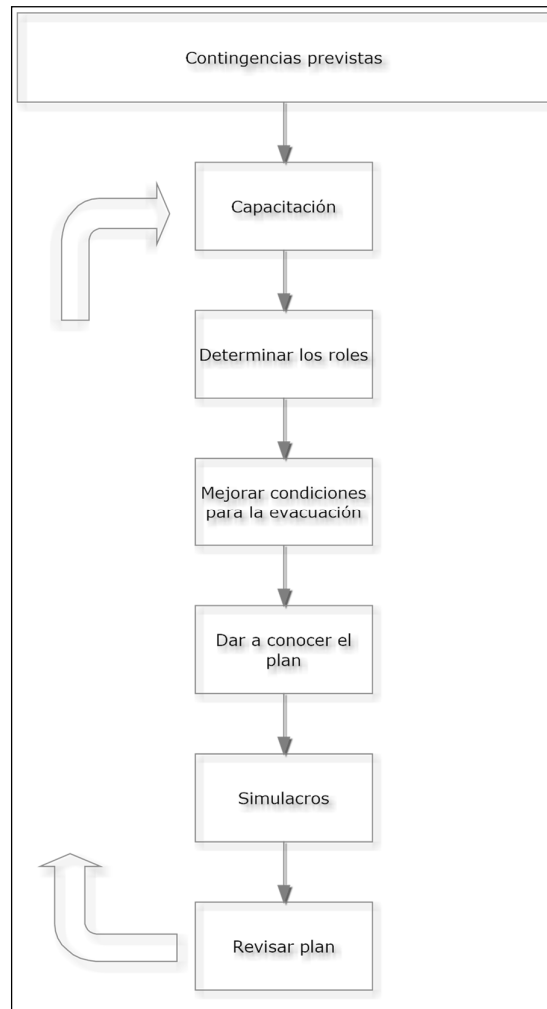 Contingencias previstas
Capacitación
Determinar los roles
Mejorar condiciones
para la evacuación
Dar a conocer el
plan
Simulacros
Revisar plan